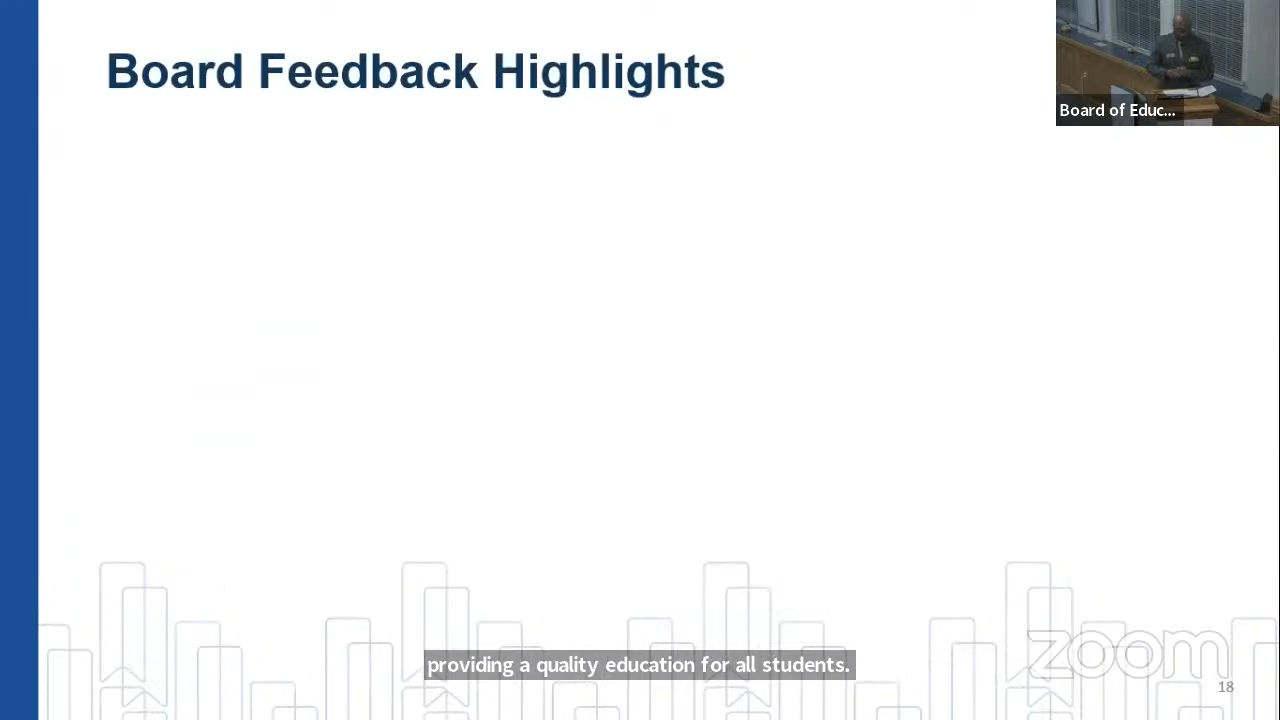 Board Feedback Highlights
Board of Educ...
providing a quality education for all students.
zoom
18